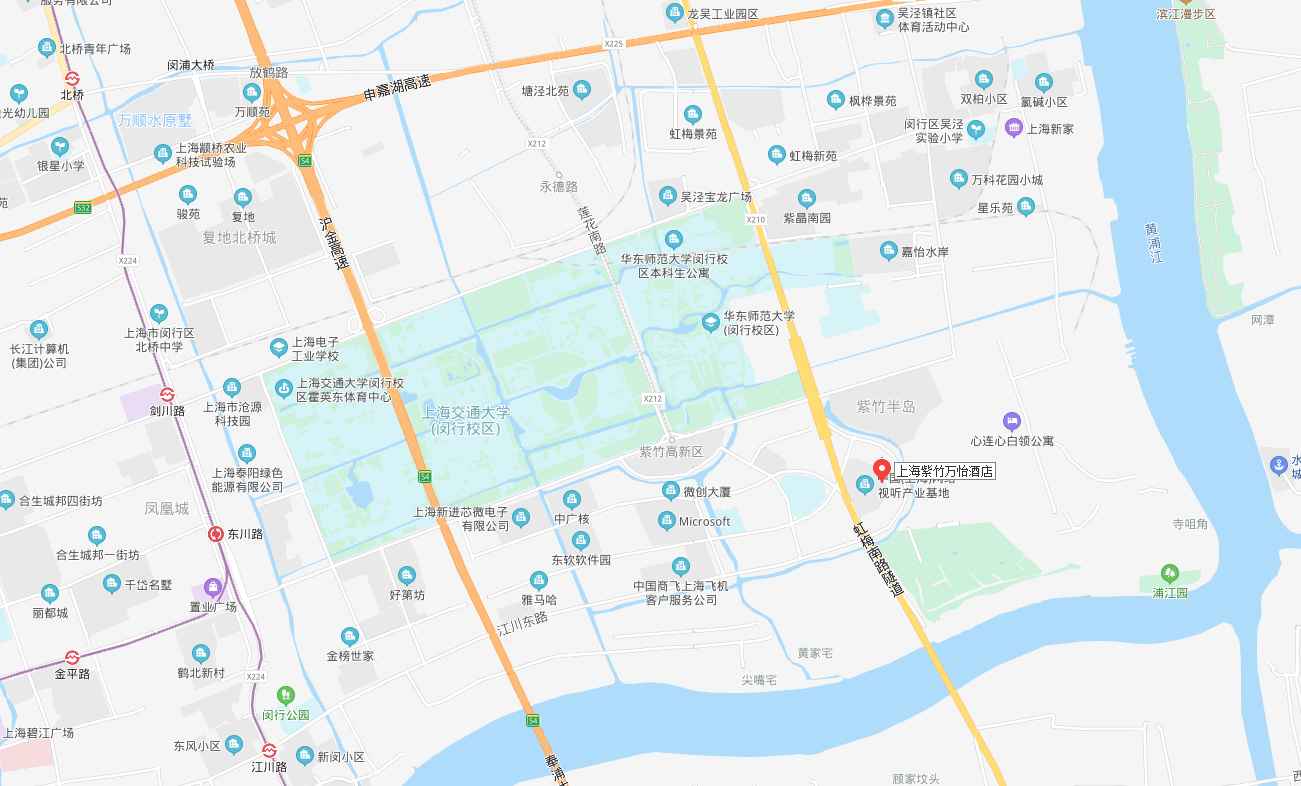 服务有限公司
龙吴工业园区
吴泾镇社区
体育活动中心
滨江漫步区
北桥青年广场
闵浦大桥
放鹤路
X225
北桥
申嘉湖高速
塘泾北苑
双柏小区
氯碱小区
枫桦景苑
光幼儿园
万顺苑
万顺水原墅
虹梅景苑
闵行区吴泾
实验小学
上海新家
银星小学
上海颛桥农业
科技试验场
S4
X212
虹梅新苑
永德路
万科花园小城
苑
S32
骏苑
复地
吴泾宝龙广场
紫晶南园
星乐苑
复地北桥城
沪金高速
莲花南路
X210
黄浦江
X224
华东师范大学闵行校
区本科生公寓
嘉怡水岸
上海市闵行区
北桥中学
华东师范大学
(闵行校区)
网漕
长江计算机
(集团)公司
上海电子
工业学校
上海交通大学闵行校
区霍英东体育中心
剑川路
上海市沧源
科技园
上海交通大学
(闵行校区)
X212
紫竹半岛
紫竹高新区
心连心白领公寓
上海泰阳绿色
能源有限公司
S4
上海紫竹万怡酒店
视听产业基地
水
城
合生城邦四街坊
凤凰城
微创大厦
上海新进芯微电子
有限公司
中广核
Microsoft
寺咀角
东川路
合生城邦一街坊
东软软件园
虹梅南路隧道
千岱名墅
丽都城
置业广场
好第坊
雅马哈
中国商飞上海飞机
客户服务公司
浦江园
江川东路
金榜世家
黄家宅
金平路
鹤北新村
X224
尖嘴宅
闵行公园
S4
上海碧江广场
东风小区
江川路
新闵小区
奉浦
顾家坟头
西